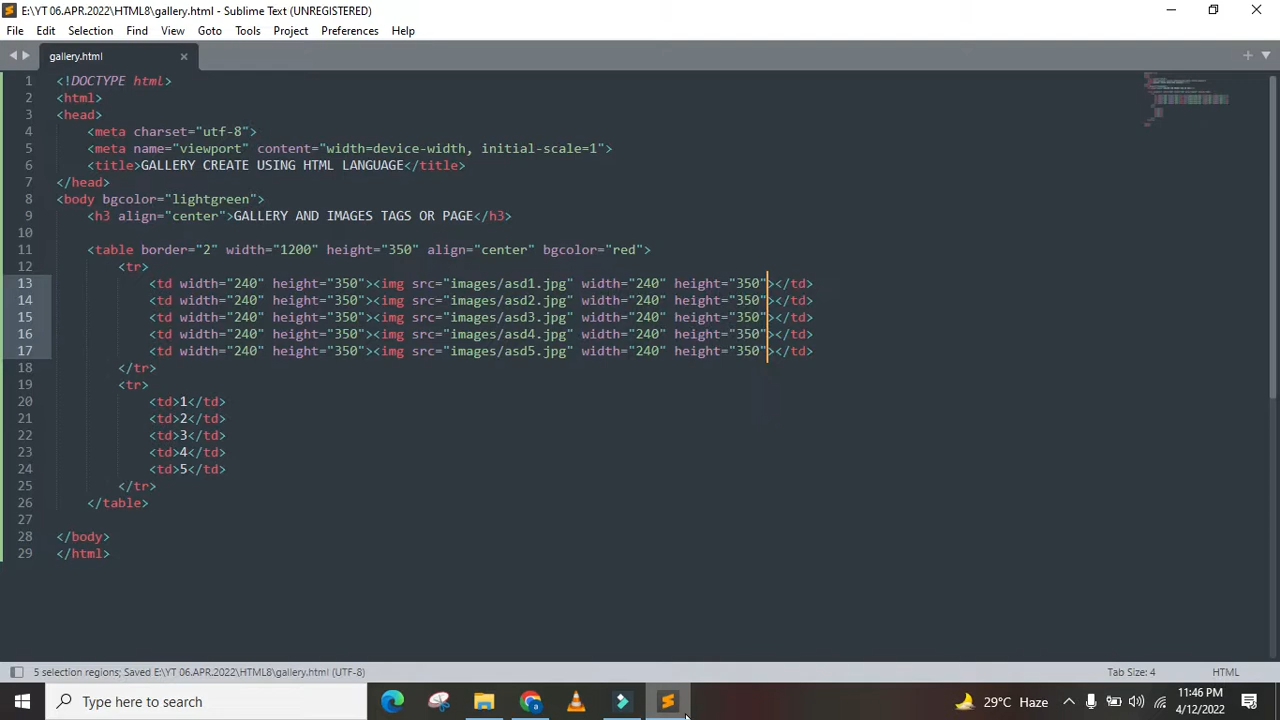 E:\YT 06.APR.2022\HTML8\gallery.html - Sublime Text (UNREGISTERED)
File Edit Selection Find View Goto Tools Project Preferences Help
gallery.html
1 <!DOCTYPE html>
2 <html>
3 <head>
4 <meta charset="utf-8">
5 <meta name="viewport" content="width=device-width, initial-scale=1">
6 <title>GALLERY CREATE USING HTML LANGUAGE</title>
7 </head>
8 <body bgcolor="lightgreen">
9 <h3 align="center">GALLERY AND IMAGES TAGS OR PAGE</h3>
10
11 <table border="2" width="1200" height="350" align="center" bgcolor="red">
12 <tr>
13 <td width="240" height="350"><img src="images/asd1.jpg" width="240" height="350"></td>
14 <td width="240" height="350"><img src="images/asd2.jpg" width="240" height="350"></td>
15 <td width="240" height="350"><img src="images/asd3.jpg" width="240" height="350"></td>
16 <td width="240" height="350"><img src="images/asd4.jpg" width="240" height="350"></td>
17 <td width="240" height="350"><img src="images/asd5.jpg" width="240" height="350"></td>
18 </tr>
19 <tr>
20 <td>1</td>
21 <td>2</td>
22 <td>3</td>
23 <td>4</td>
24 <td>5</td>
25 </tr>
26 </table>
27
28 </body>
29 </html>
5 selection regions; Saved E:\YT 06.APR.2022\HTML8\gallery.html (UTF-8) Tab Size: 4 HTML
Type here to search 29°C Haze 11:46 PM
4/12/2022